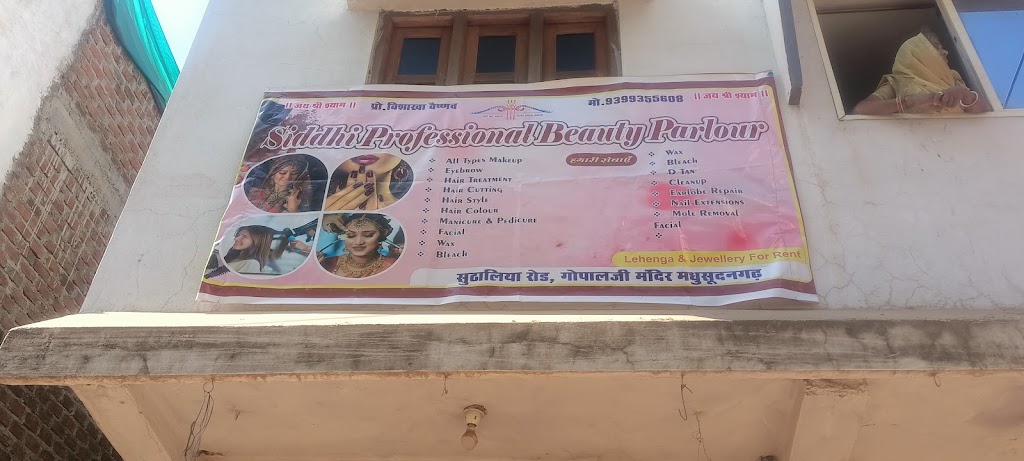 ॥ जय श्री श्याम ॥
प्रो. विशाखा वैष्णव
मो. 9399355608
॥ जय श्री श्याम ॥
Siddhi Professional Beauty Parlour
हमारी सेवाएँ
All Types Makeup
Eyebrow
Hair Treatment
Hair Cutting
Hair Style
Hair Colour
Manicure & Pedicure
Facial
Wax
Bleach
Wax
Bleach
D Tan
Cleanup
Earlobe Repair
Nail Extensions
Mole Removal
Facial
Lehenga & Jewellery For Rent
सुठालिया रोड, गोपालजी मंदिर मधुसूदनगढ़